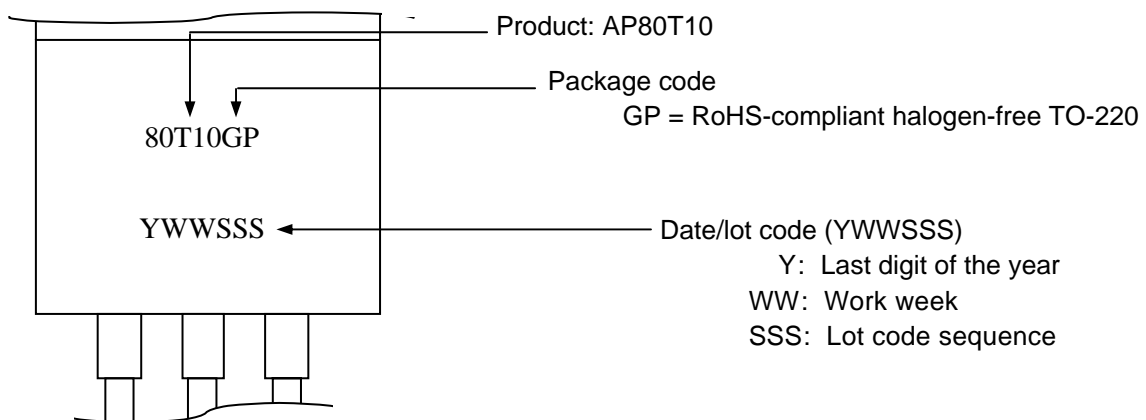 Product: AP80T10
Package code
GP = RoHS-compliant halogen-free TO-220
80T10GP
YWWSSS
Date/lot code (YWWSSS)
Y: Last digit of the year
WW: Work week
SSS: Lot code sequence